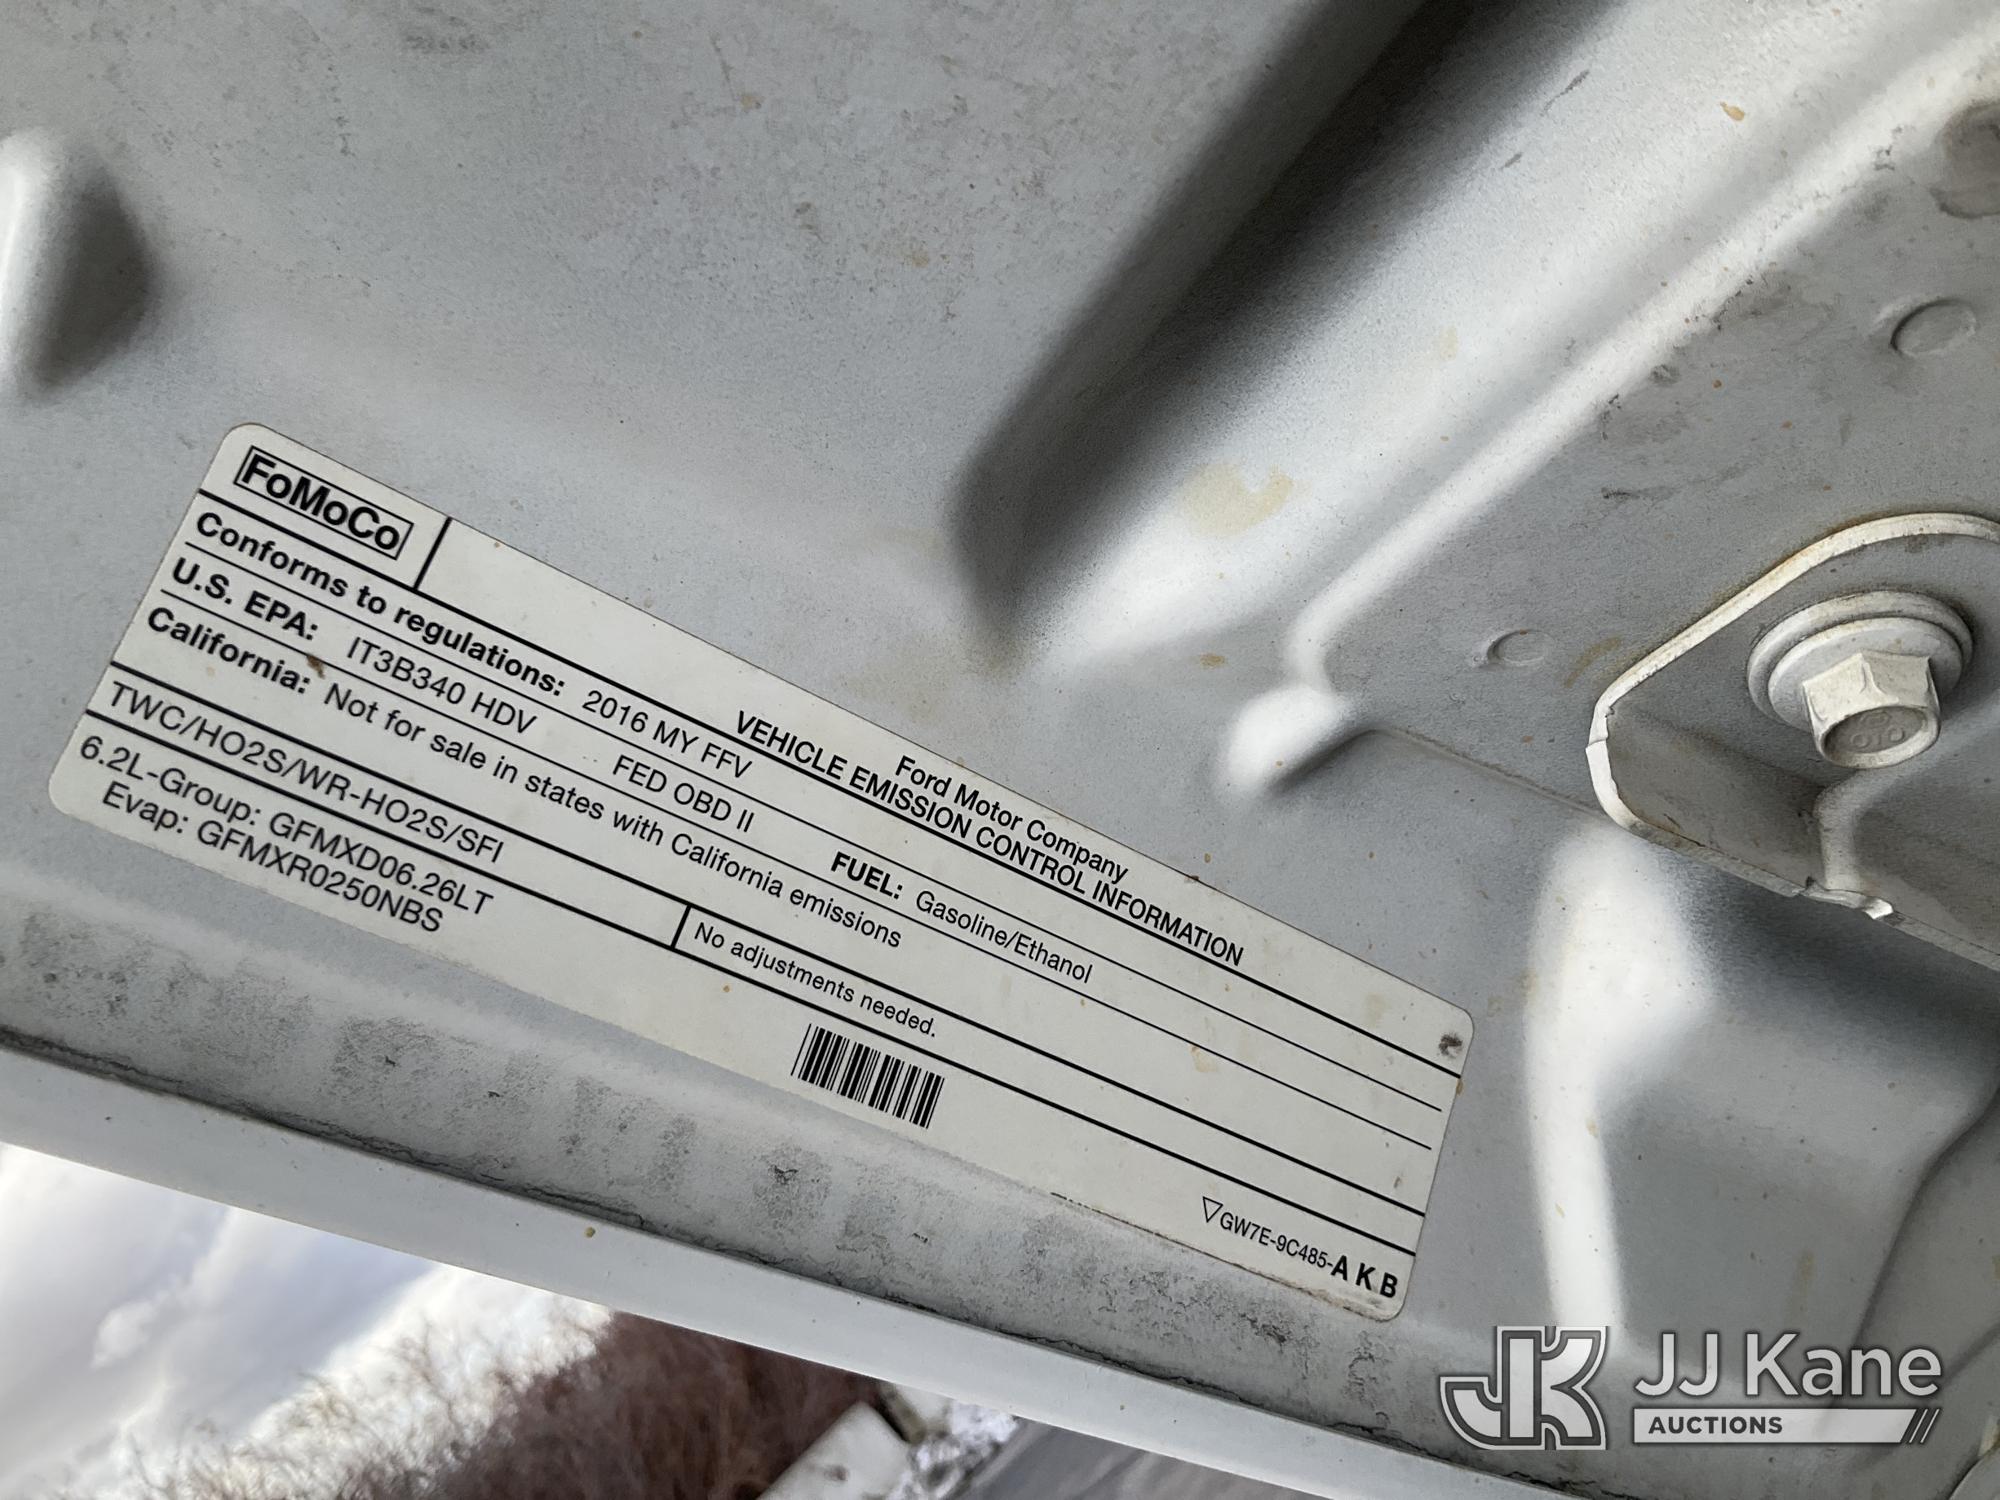 FoMoCo
Ford Motor Company
VEHICLE EMISSION CONTROL INFORMATION
Conforms to regulations: 2016 MY FFV
U.S. EPA: IT3B340 HDV FED OBD II FUEL: Gasoline/Ethanol
California: Not for sale in states with California emissions
TWC/HO2S/WR-HO2S/SFI
No adjustments needed.
6.2L-Group: GFMXD06.26LT
Evap: GFMXR0250NBS
GW7E-9C485-A K B
JJ Kane
AUCTIONS